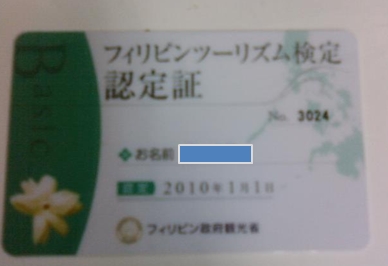 Basic
フィリピンツーリズム検定
認定証
No. 3024
お名前
認定 2010年1月1日
フィリピン政府観光省